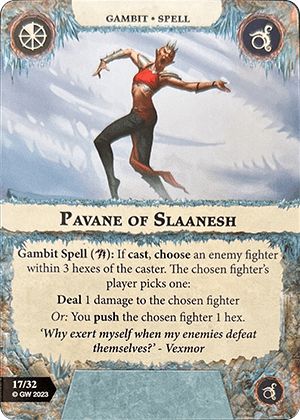 GAMBIT • SPELL
PAVANE OF SLAANESH
Gambit Spell ( ): If cast, choose an enemy fighter
within 3 hexes of the caster. The chosen fighter's
player picks one:
Deal 1 damage to the chosen fighter
Or: You push the chosen fighter 1 hex.
'Why exert myself when my enemies defeat
themselves?' - Vexmor
17/32
© GW 2023